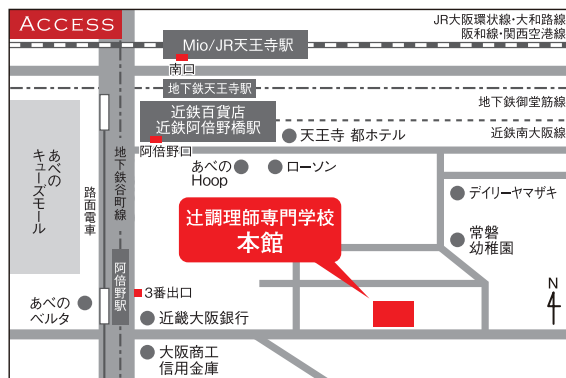 ACCESS
JR大阪環状線・大和路線
阪和線・関西空港線
Mio/JR天王寺駅
南口
地下鉄天王寺駅
地下鉄御堂筋線
近鉄百貨店
近鉄阿倍野橋駅
天王寺 都ホテル
近鉄南大阪線
阿倍野口
あべの
Hoop
ローソン
あべの
キューズモール
路面電車
地下鉄谷町線
デイリーヤマザキ
辻調理師専門学校
本館
常磐
幼稚園
阿倍野駅
3番出口
N
あべの
ベルタ
近畿大阪銀行
大阪商工
信用金庫